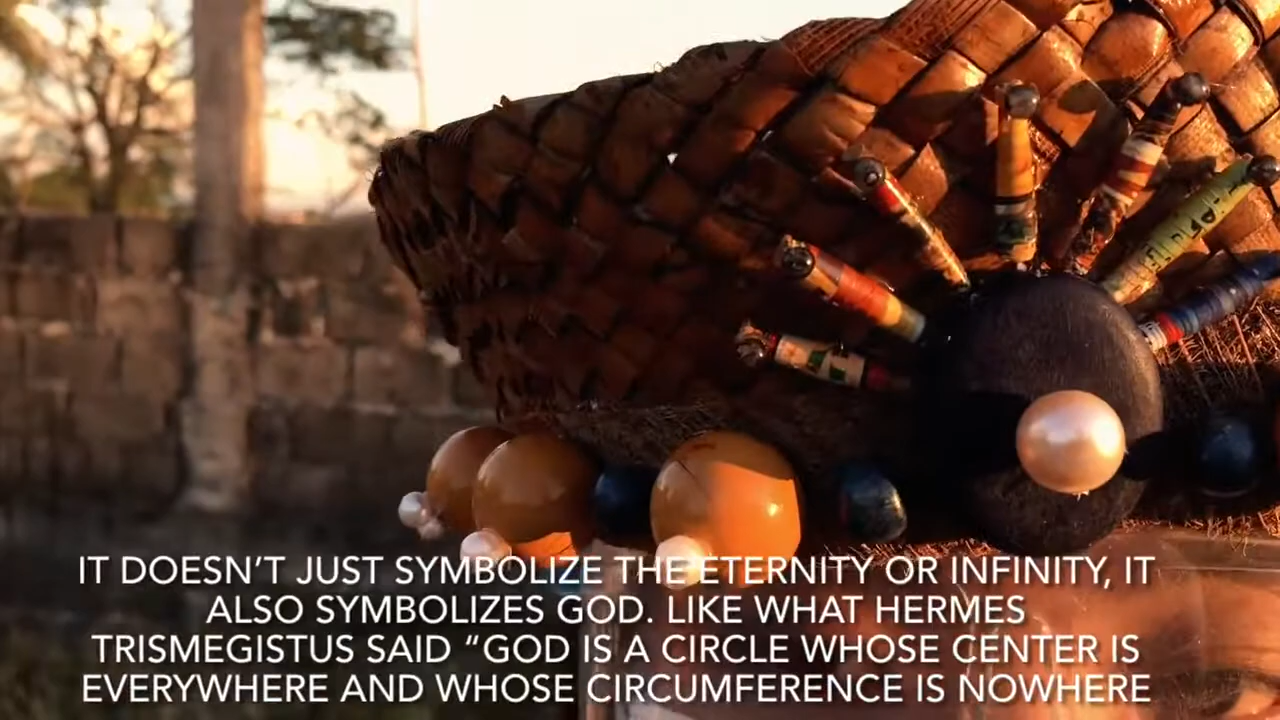 IT DOESN'T JUST SYMBOLIZE THE ETERNITY OR INFINITY, IT
ALSO SYMBOLIZES GOD. LIKE WHAT HERMES
TRISMEGISTUS SAID “GOD IS A CIRCLE WHOSE CENTER IS
EVERYWHERE AND WHOSE CIRCUMFERENCE IS NOWHERE